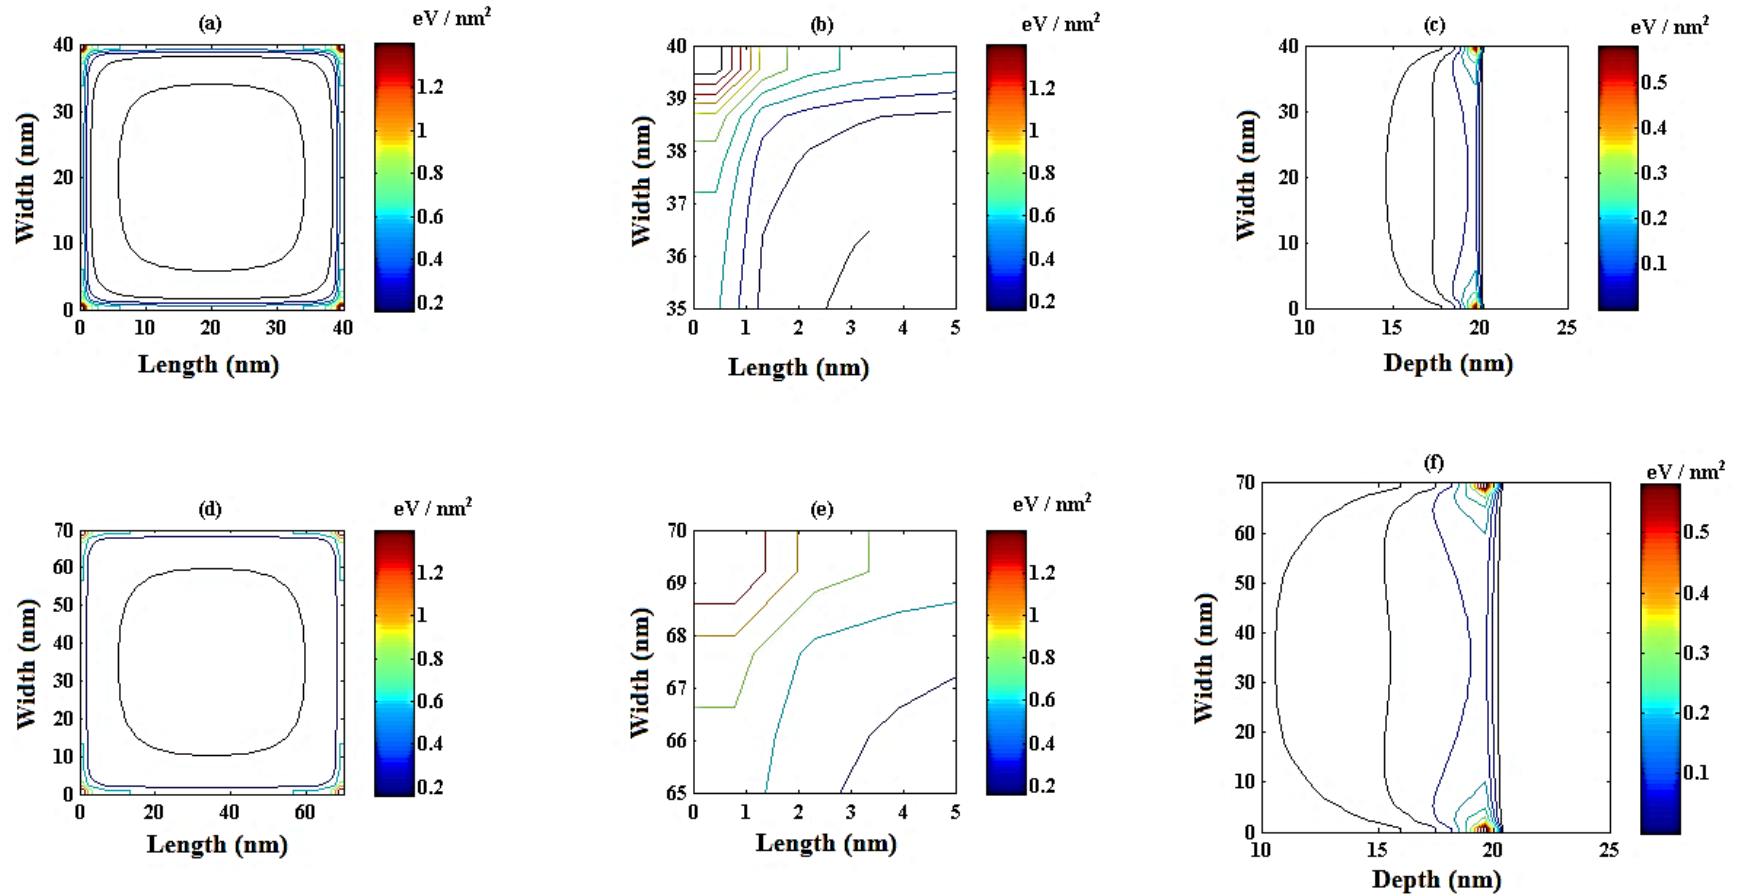 (a)
eV / nm²
Width (nm)
40
30
20
10
0
0 10 20 30 40
Length (nm)
1.2
1
0.8
0.6
0.4
0.2
(b)
eV / nm²
Width (nm)
40
39
38
37
36
35
0 1 2 3 4 5
Length (nm)
1.2
1
0.8
0.6
0.4
0.2
(c)
eV / nm²
Width (nm)
40
30
20
10
0
10 15 20 25
Depth (nm)
0.5
0.4
0.3
0.2
0.1
(d)
eV / nm²
Width (nm)
70
60
50
40
30
20
10
0
0 20 40 60
Length (nm)
1.2
1
0.8
0.6
0.4
0.2
(e)
eV / nm²
Width (nm)
70
69
68
67
66
65
0 1 2 3 4 5
Length (nm)
1.2
1
0.8
0.6
0.4
0.2
(f)
eV / nm²
Width (nm)
70
60
50
40
30
20
10
0
10 15 20 25
Depth (nm)
0.5
0.4
0.3
0.2
0.1